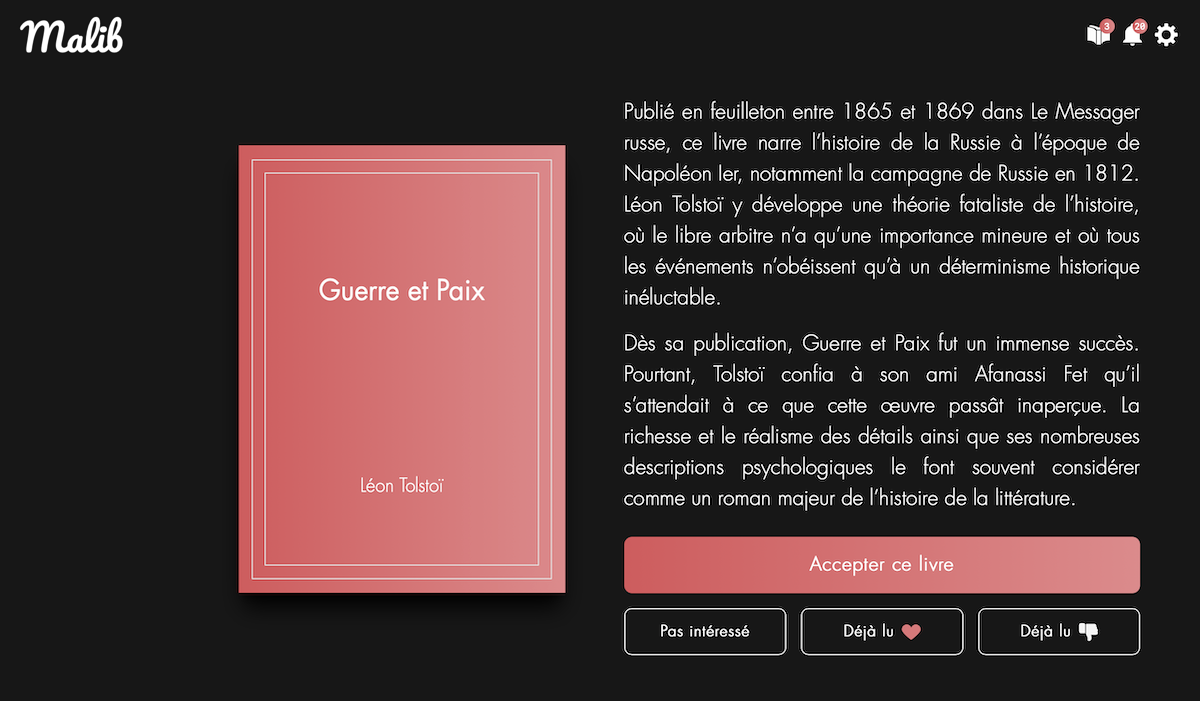 Malib
3
20
Publié en feuilleton entre 1865 et 1869 dans Le Messager
russe, ce livre narre l’histoire de la Russie à l’époque de
Napoléon Ier, notamment la campagne de Russie en 1812.
Léon Tolstoï y développe une théorie fataliste de l’histoire,
où le libre arbitre n’a qu’une importance mineure et où tous
les événements n’obéissent qu’à un déterminisme historique
inéluctable.
Dès sa publication, Guerre et Paix fut un immense succès.
Pourtant, Tolstoï confia à son ami Afanassi Fet qu’il
s’attendait à ce que cette œuvre passât inaperçue. La
richesse et le réalisme des détails ainsi que ses nombreuses
descriptions psychologiques le font souvent considérer
comme un roman majeur de l’histoire de la littérature.
Guerre et Paix
Léon Tolstoï
Accepter ce livre
Pas intéressé
Déjà lu
Déjà lu